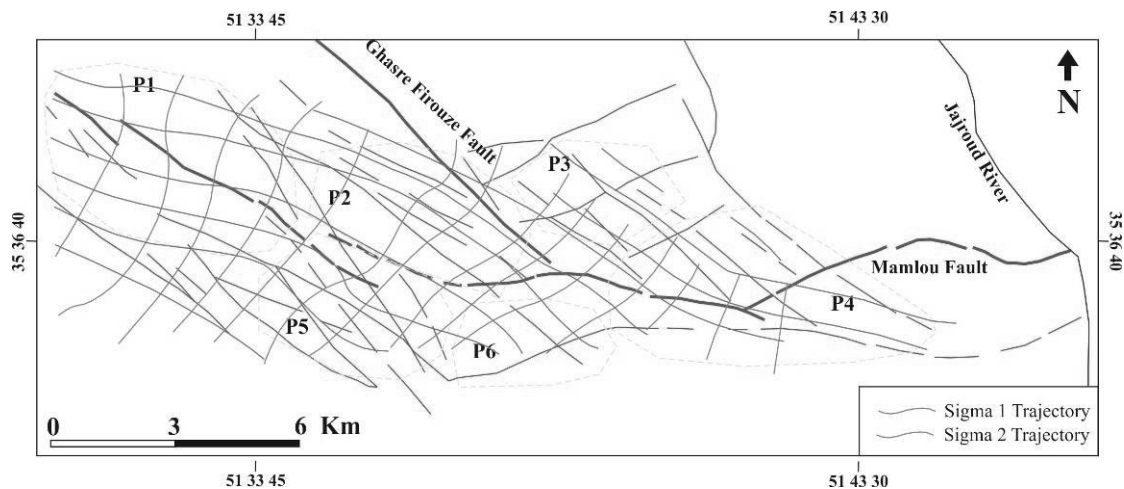 51 33 45
51 43 30
P1
Ghasre Firouze Fault
N
Jajroud River
P3
P2
35 36 40
35 36 40
Mamlou Fault
P4
P5
P6
Sigma 1 Trajectory
0 3 6 Km
Sigma 2 Trajectory
51 33 45
51 43 30